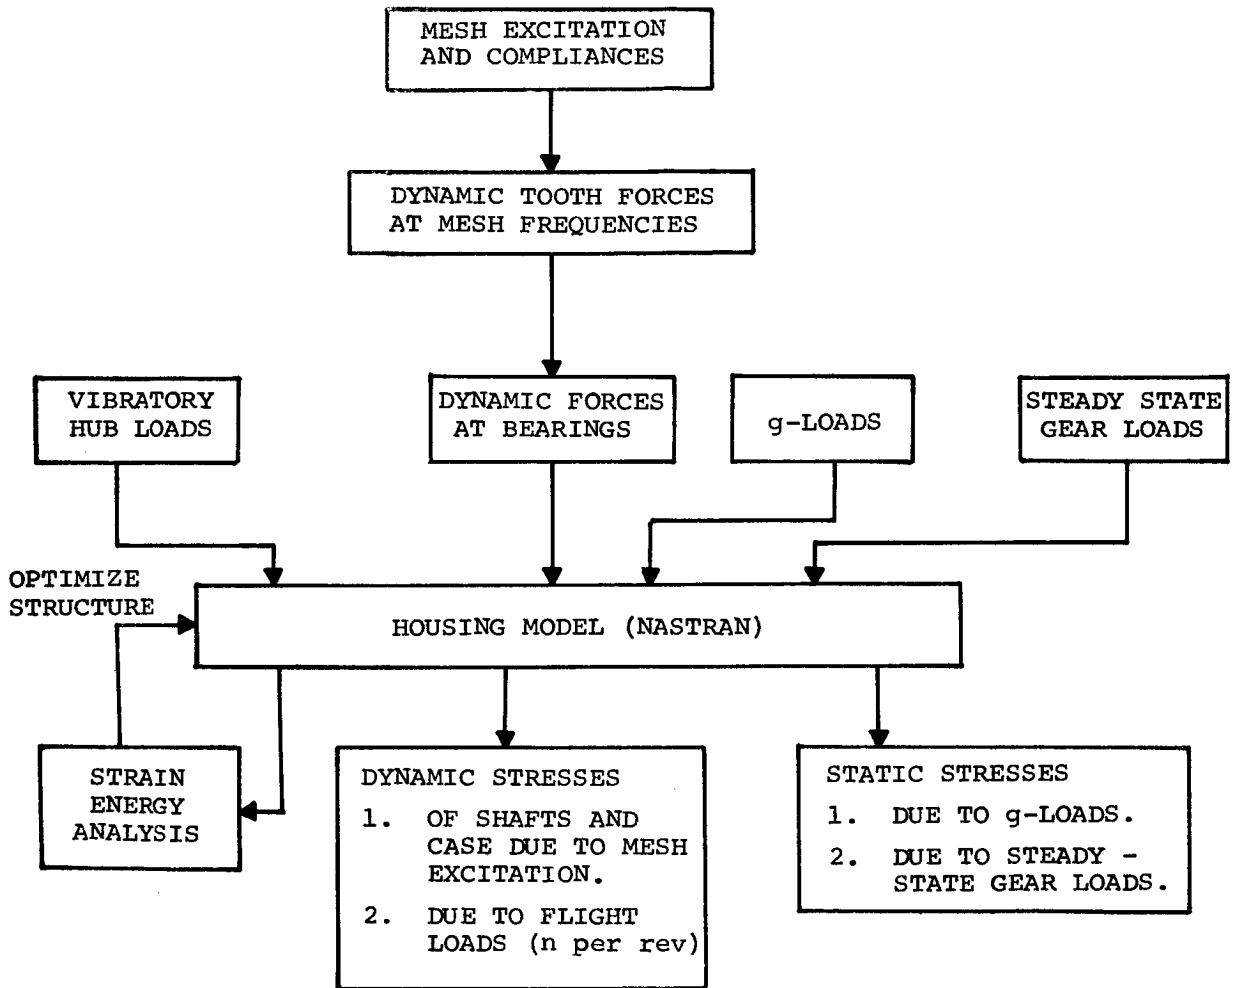 MESH EXCITATION
AND COMPLIANCES
DYNAMIC TOOTH FORCES
AT MESH FREQUENCIES
VIBRATORY
HUB LOADS
DYNAMIC FORCES
AT BEARINGS
g-LOADS
STEADY STATE
GEAR LOADS
OPTIMIZE
STRUCTURE
HOUSING MODEL (NASTRAN)
STRAIN
ENERGY
ANALYSIS
DYNAMIC STRESSES
1. OF SHAFTS AND
CASE DUE TO MESH
EXCITATION.
2. DUE TO FLIGHT
LOADS (n per rev)
STATIC STRESSES
1. DUE TO g-LOADS.
2. DUE TO STEADY -
STATE GEAR LOADS.